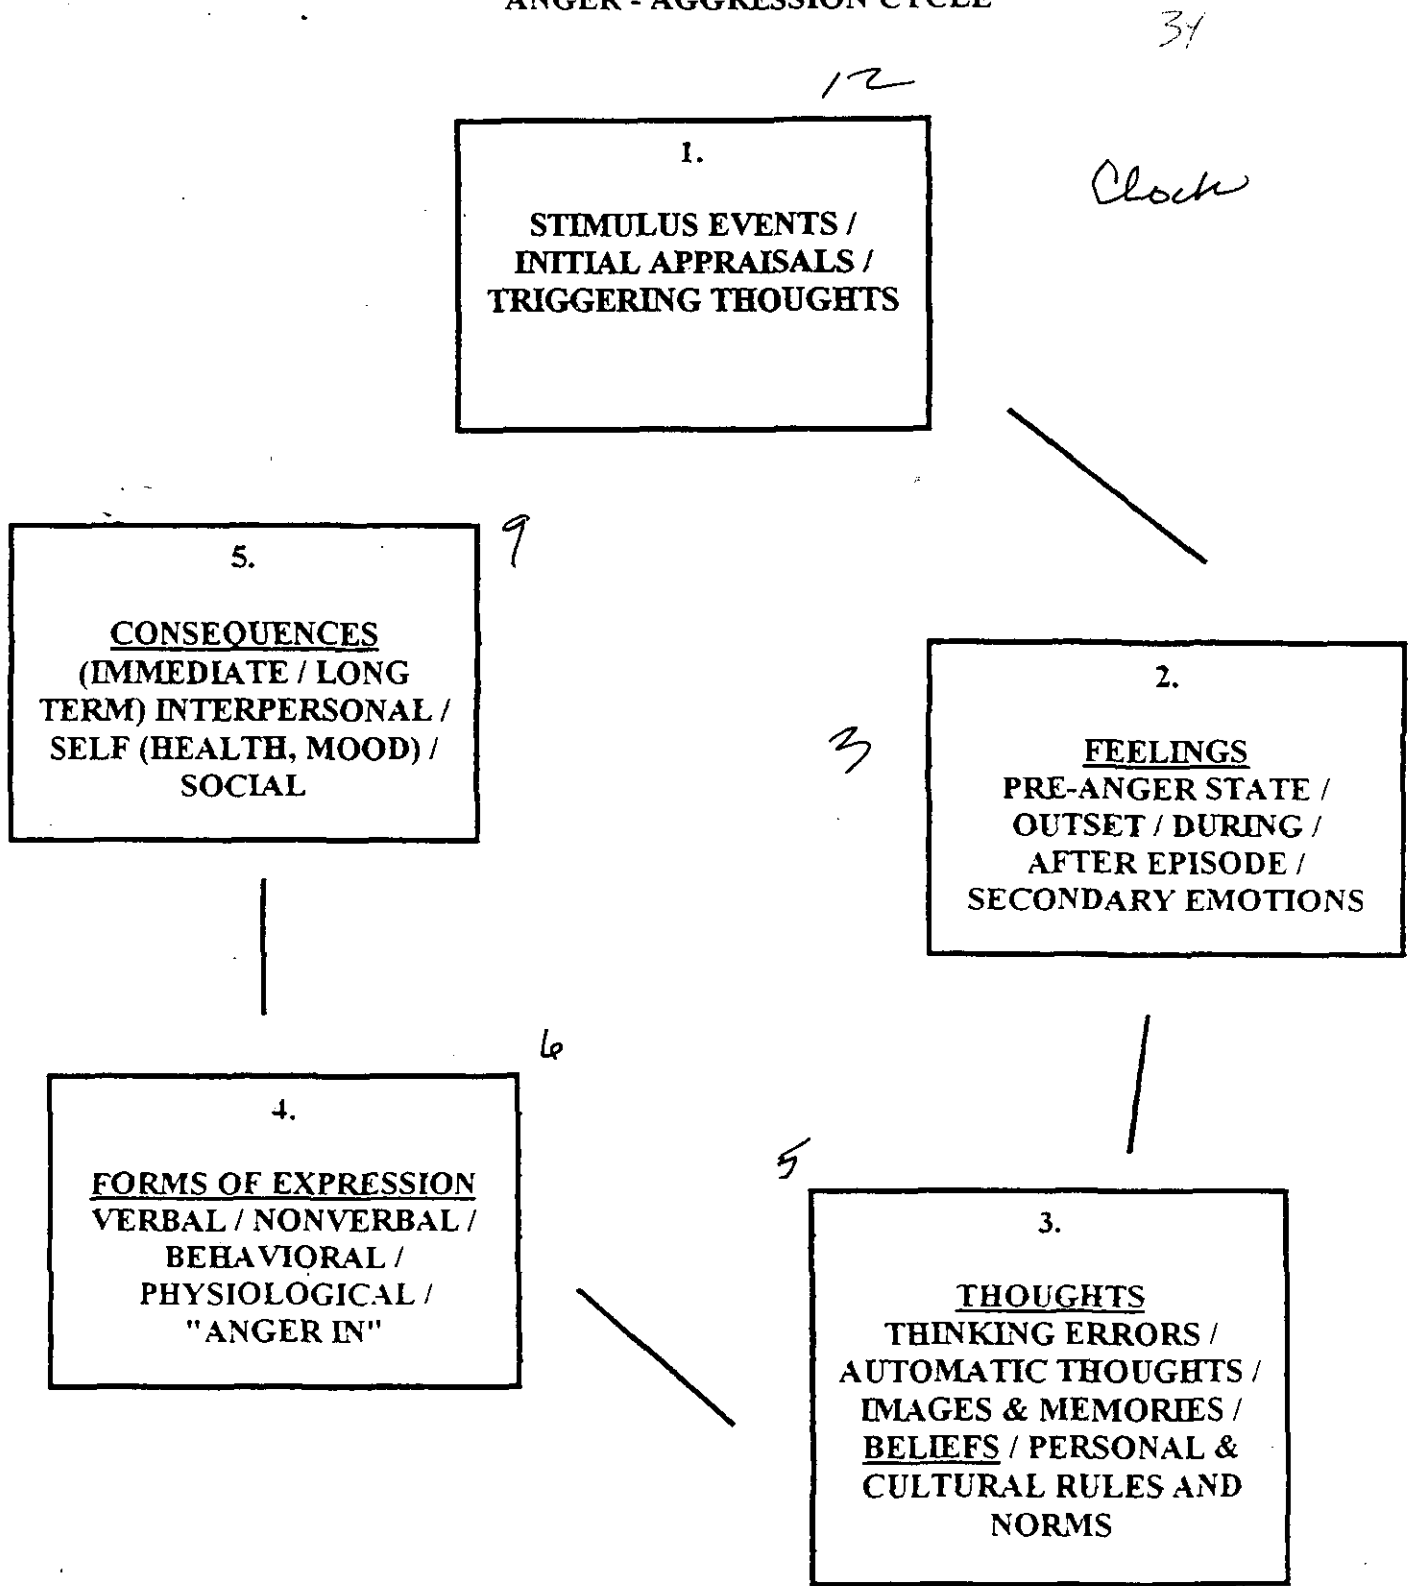 ANGER - AGGRESSION CYCLE
34
12
Clock
1.
STIMULUS EVENTS /
INITIAL APPRAISALS /
TRIGGERING THOUGHTS
9
5.
CONSEQUENCES
(IMMEDIATE / LONG
TERM) INTERPERSONAL /
SELF (HEALTH, MOOD) /
SOCIAL
3
2.
FEELINGS
PRE-ANGER STATE /
OUTSET / DURING /
AFTER EPISODE /
SECONDARY EMOTIONS
6
4.
FORMS OF EXPRESSION
VERBAL / NONVERBAL /
BEHAVIORAL /
PHYSIOLOGICAL /
"ANGER IN"
5
3.
THOUGHTS
THINKING ERRORS /
AUTOMATIC THOUGHTS /
IMAGES & MEMORIES /
BELIEFS / PERSONAL &
CULTURAL RULES AND
NORMS